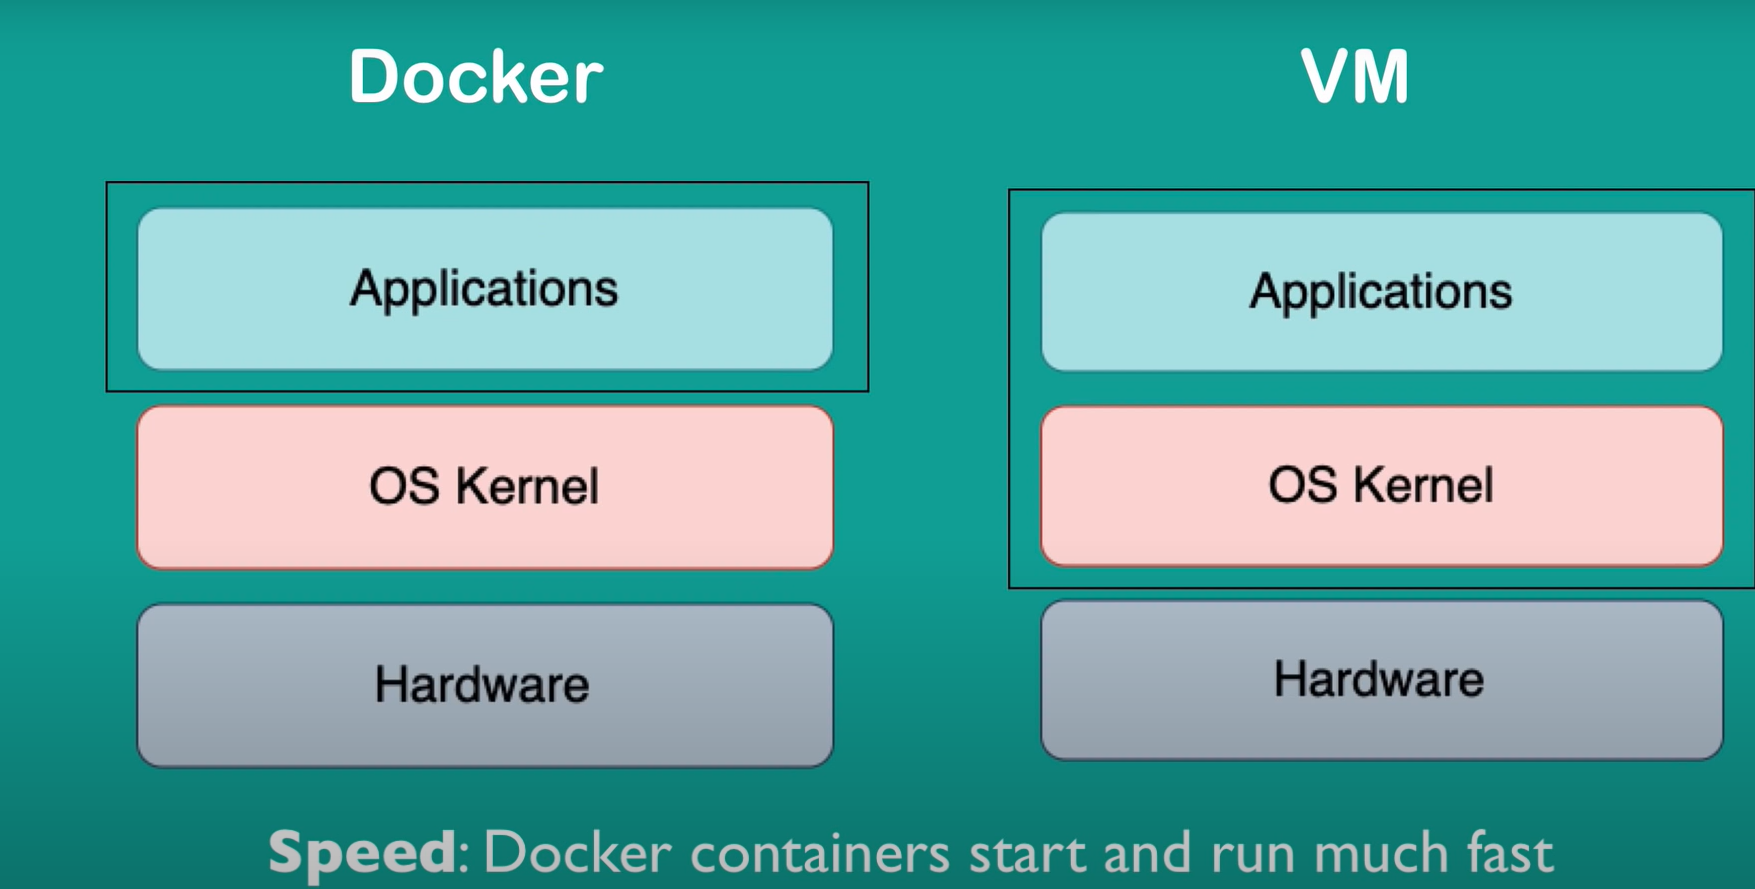 Docker
VM
Applications
Applications
OS Kernel
OS Kernel
Hardware
Hardware
Speed: Docker containers start and run much fast